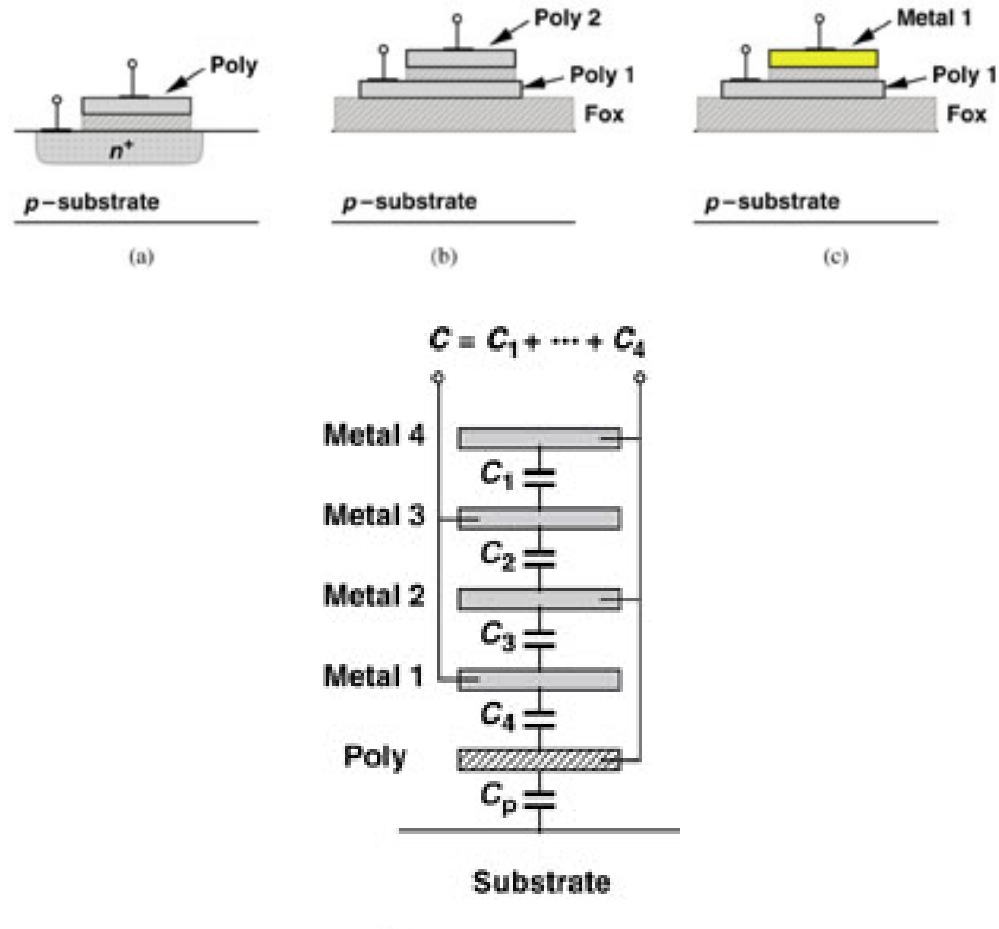 Poly
n+
p-substrate
(a)
Poly 2
Poly 1
Fox
p-substrate
(b)
Metal 1
Poly 1
Fox
p-substrate
(c)
C = C1 + ··· + C4
Metal 4
C1
Metal 3
C2
Metal 2
C3
Metal 1
C4
Poly
Cp
Substrate